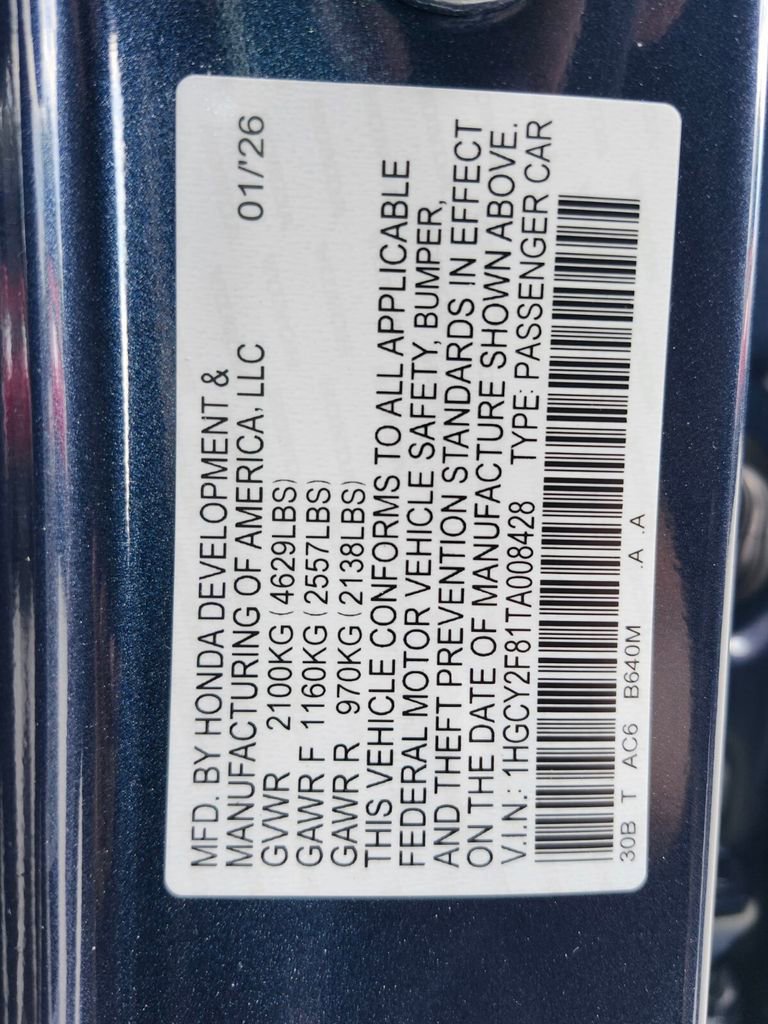 MFD. BY HONDA DEVELOPMENT &
MANUFACTURING OF AMERICA, LLC 01/'26
GVWR 2100KG (4629LBS)
GAWR F 1160KG (2557LBS)
GAWR R 970KG (2138LBS)
THIS VEHICLE CONFORMS TO ALL APPLICABLE
FEDERAL MOTOR VEHICLE SAFETY, BUMPER,
AND THEFT PREVENTION STANDARDS IN EFFECT
ON THE DATE OF MANUFACTURE SHOWN ABOVE.
V.I.N.: 1HGCY2F81TA008428 TYPE: PASSENGER CAR
30B T AC6 B640M .A .A